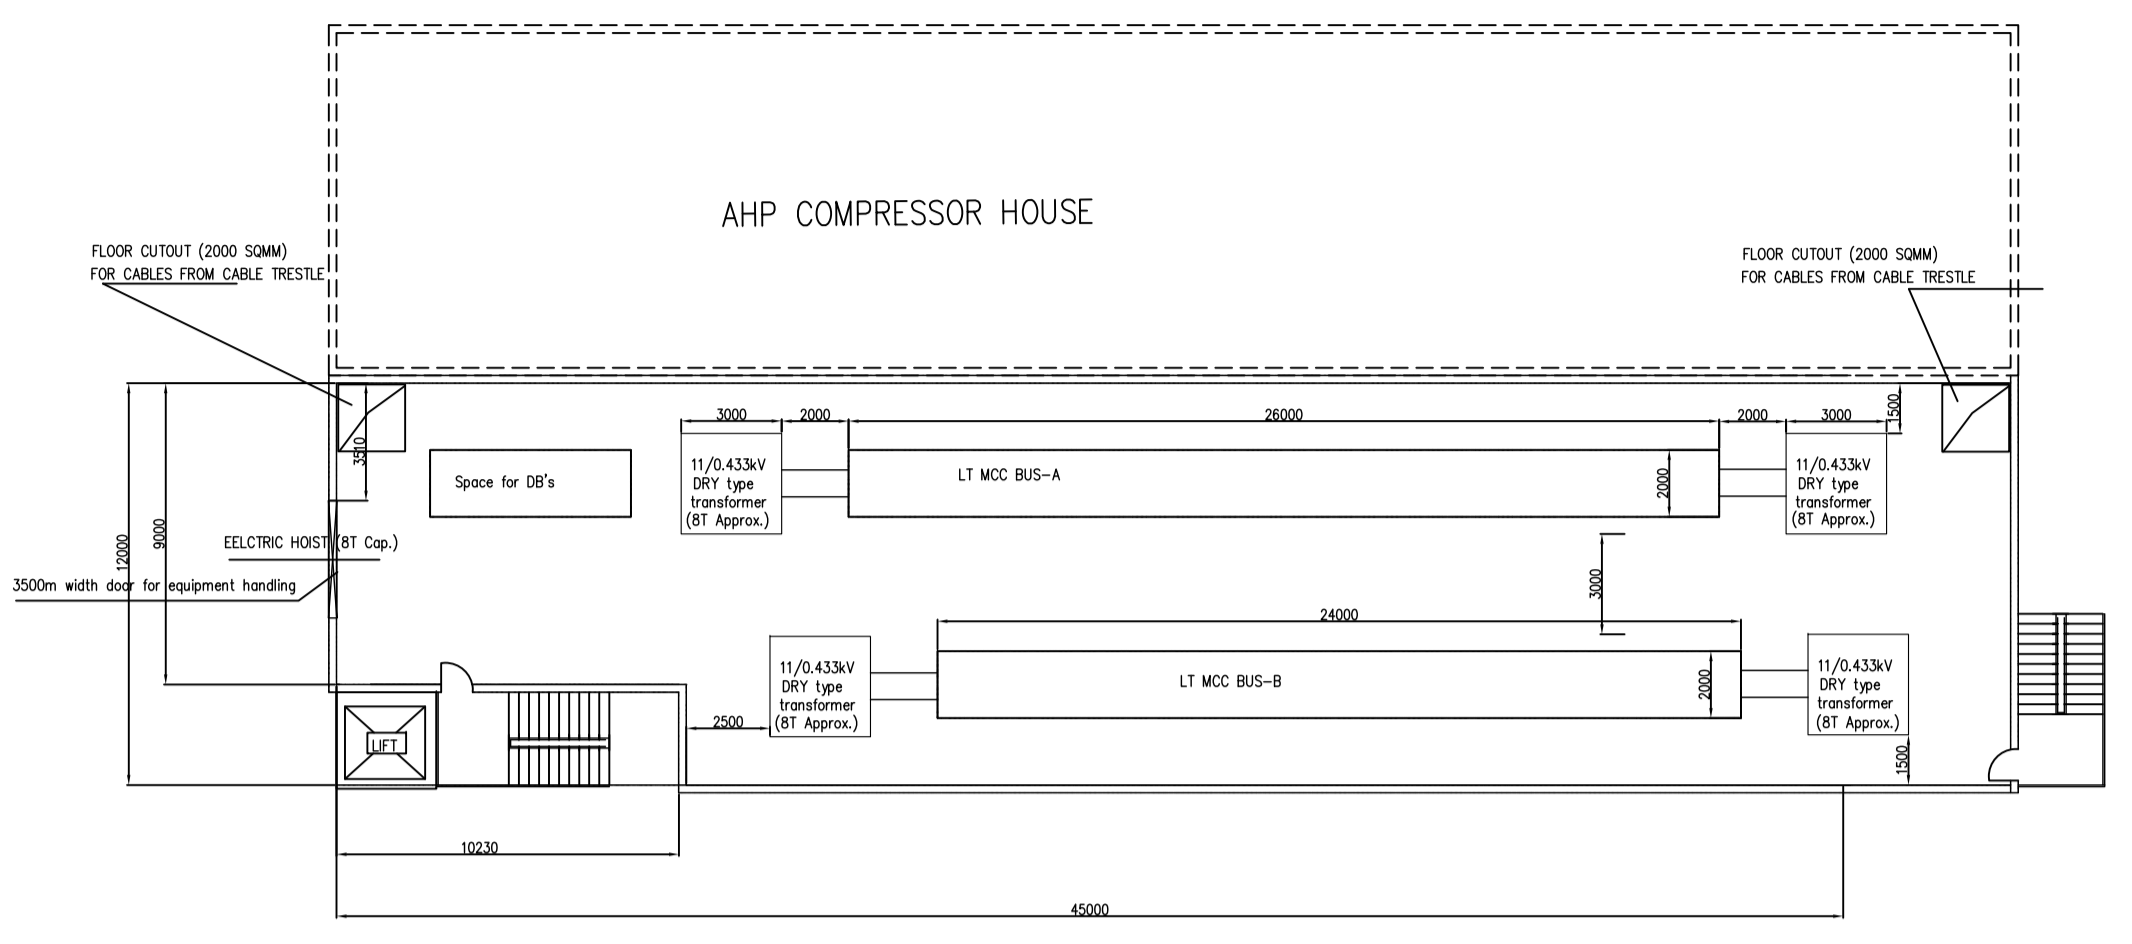 AHP COMPRESSOR HOUSE
FLOOR CUTOUT (2000 SQMM)
FOR CABLES FROM CABLE TRESTLE
FLOOR CUTOUT (2000 SQMM)
FOR CABLES FROM CABLE TRESTLE
3000
2000
26000
2000
3000
1500
3510
Space for DB's
11/0.433kV
DRY type
transformer
(8T Approx.)
LT MCC BUS-A
2000
11/0.433kV
DRY type
transformer
(8T Approx.)
12000
9000
EELCTRIC HOIST (8T Cap.)
3500m width door for equipment handling
3000
24000
11/0.433kV
DRY type
transformer
(8T Approx.)
LT MCC BUS-B
2000
11/0.433kV
DRY type
transformer
(8T Approx.)
2500
LIFT
1500
10230
45000